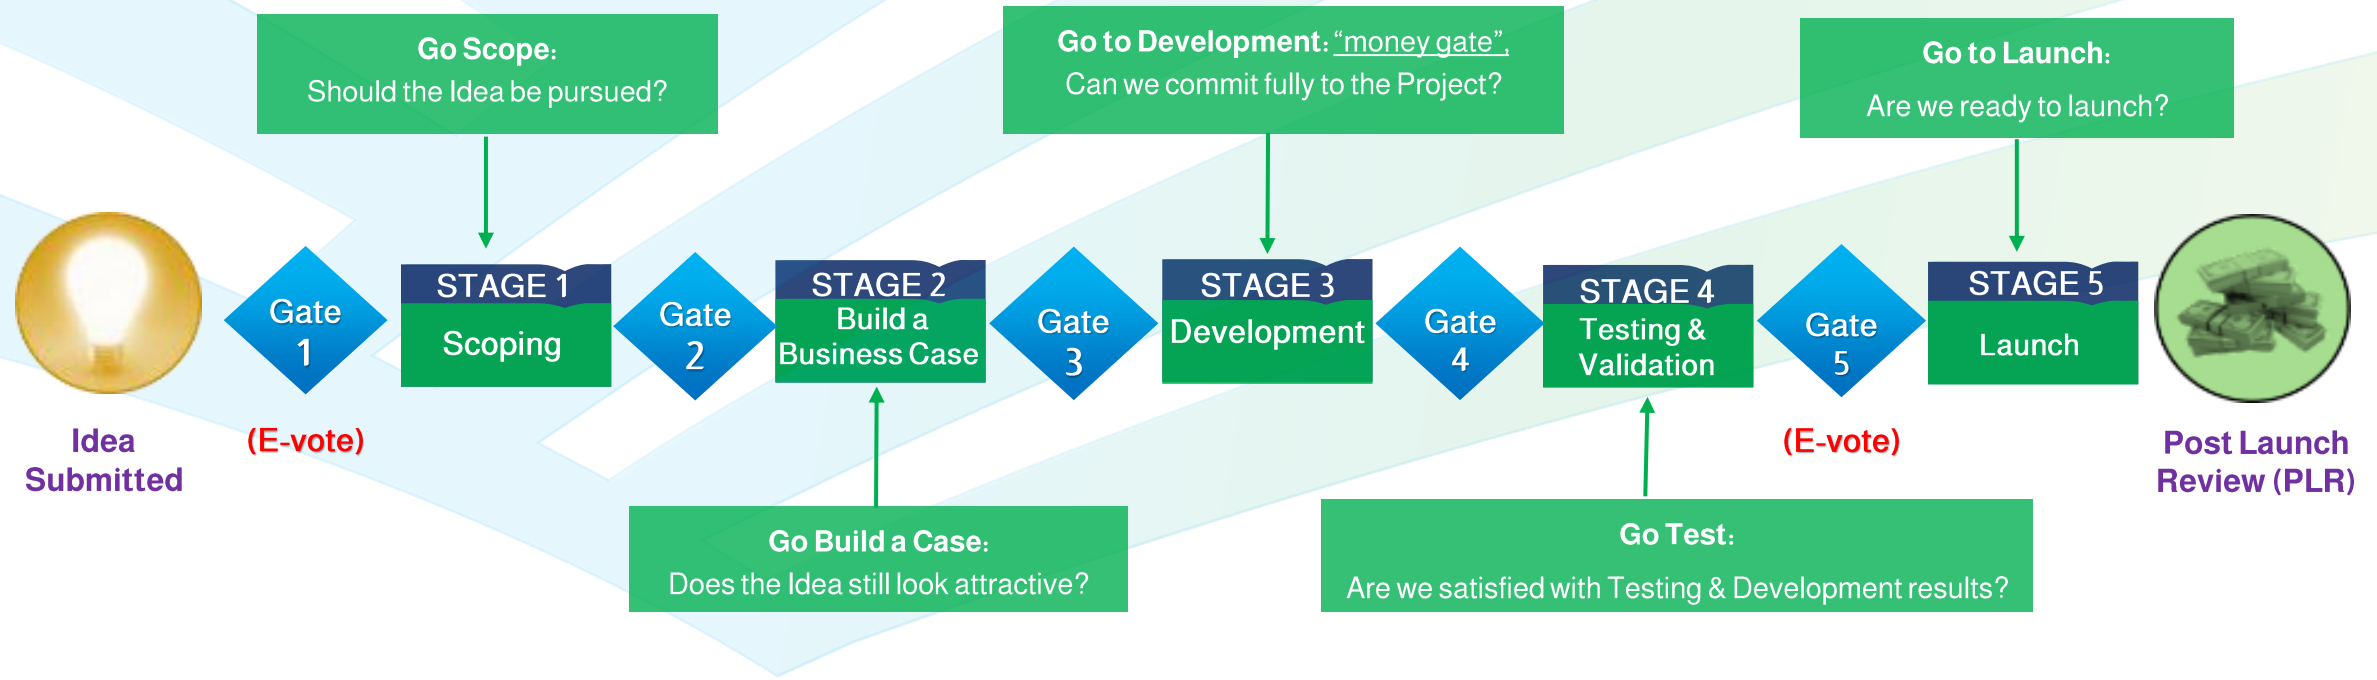 Go Scope:
Should the Idea be pursued?
Go to Development: “money gate”,
Can we commit fully to the Project?
Go to Launch:
Are we ready to launch?
Gate
1
STAGE 1
Scoping
Gate
2
STAGE 2
Build a
Business Case
Gate
3
STAGE 3
Development
Gate
4
STAGE 4
Testing &
Validation
Gate
5
STAGE 5
Launch
Idea
Submitted
(E-vote)
(E-vote)
Post Launch
Review (PLR)
Go Build a Case:
Does the Idea still look attractive?
Go Test:
Are we satisfied with Testing & Development results?